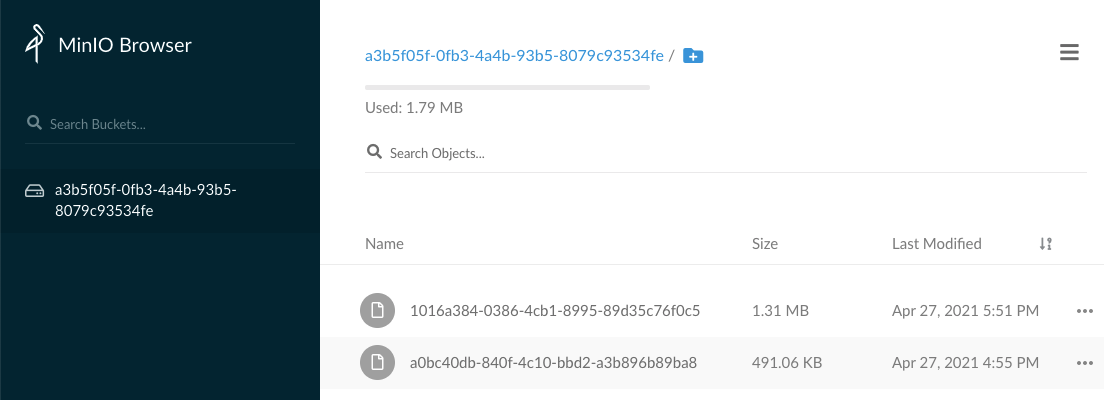 MinIO Browser
Search Buckets...
a3b5f05f-0fb3-4a4b-93b5-
8079c93534fe
a3b5f05f-0fb3-4a4b-93b5-8079c93534fe /
Used: 1.79 MB
Search Objects...
Name Size Last Modified
1016a384-0386-4cb1-8995-89d35c76f0c5 1.31 MB Apr 27, 2021 5:51 PM
a0bc40db-840f-4c10-bbd2-a3b896b89ba8 491.06 KB Apr 27, 2021 4:55 PM